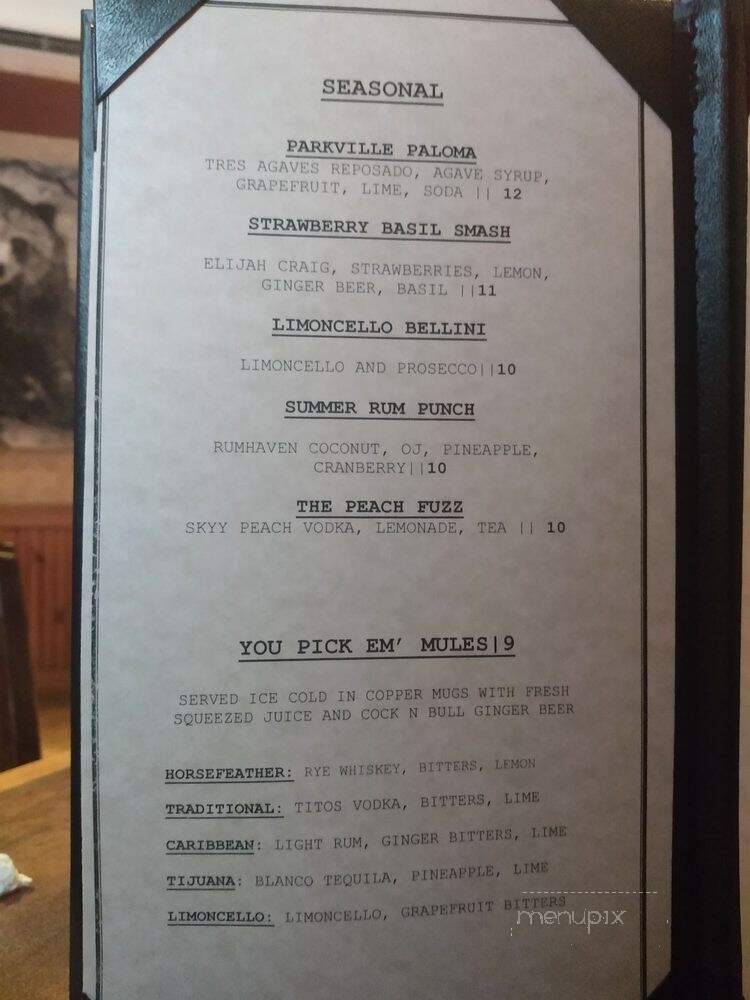 SEASONAL
PARKVILLE PALOMA
TRES AGAVES REPOSADO, AGAVE SYRUP,
GRAPEFRUIT, LIME, SODA || 12
STRAWBERRY BASIL SMASH
ELIJAH CRAIG, STRAWBERRIES, LEMON,
GINGER BEER, BASIL ||11
LIMONCELLO BELLINI
LIMONCELLO AND PROSECCO||10
SUMMER RUM PUNCH
RUMHAVEN COCONUT, OJ, PINEAPPLE,
CRANBERRY||10
THE PEACH FUZZ
SKYY PEACH VODKA, LEMONADE, TEA || 10
YOU PICK EM' MULES|9
SERVED ICE COLD IN COPPER MUGS WITH FRESH
SQUEEZED JUICE AND COCK N BULL GINGER BEER
HORSEFEATHER: RYE WHISKEY, BITTERS, LEMON
TRADITIONAL: TITOS VODKA, BITTERS, LIME
CARIBBEAN: LIGHT RUM, GINGER BITTERS, LIME
TIJUANA: BLANCO TEQUILA, PINEAPPLE, LIME
LIMONCELLO: LIMONCELLO, GRAPEFRUIT BITTERS
menupix